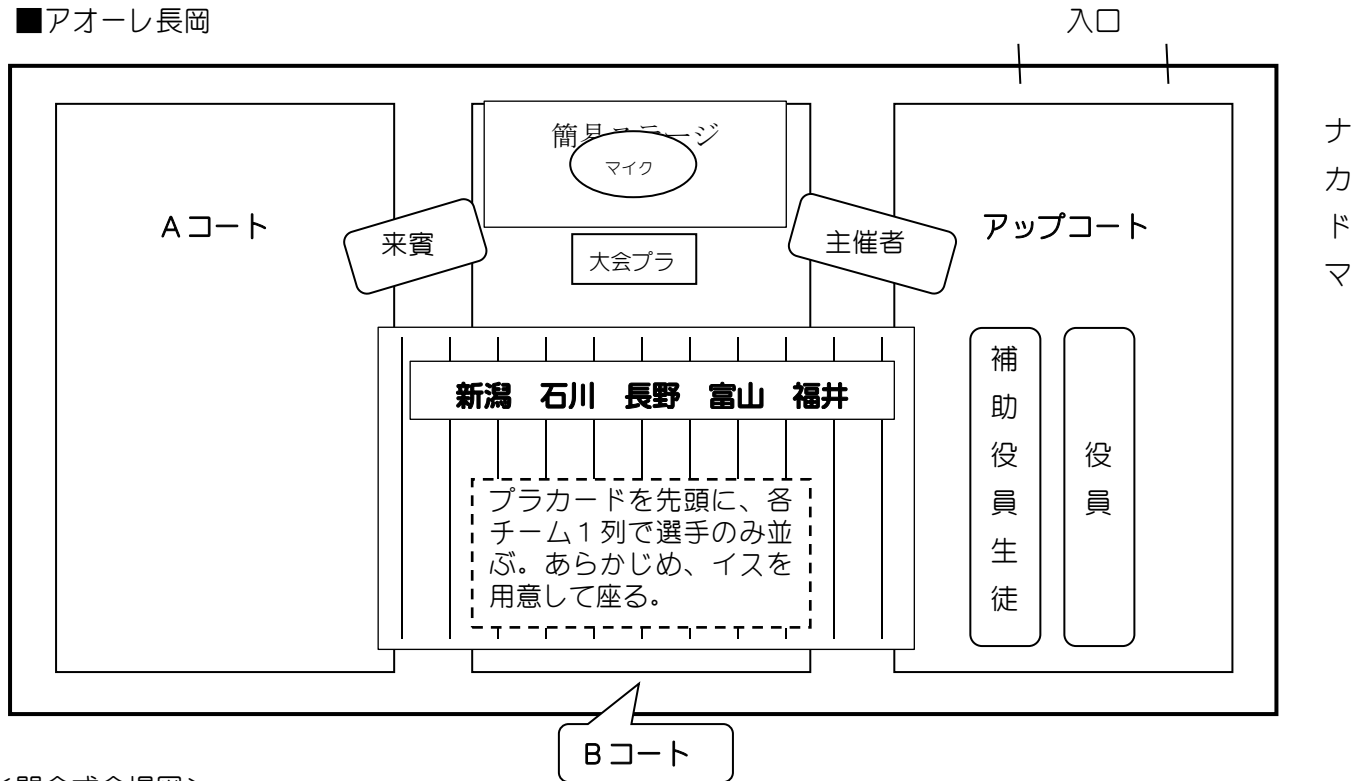 ■アオーレ長岡
入口
簡易ステージ
マイク
ナカドマ
Aコート
来賓
大会プラ
主催者
アップコート
新潟 石川 長野 富山 福井
補助役員生徒
役員
プラカードを先頭に、各
チーム1列で選手のみ並
ぶ。あらかじめ、イスを
用意して座る。
Bコート